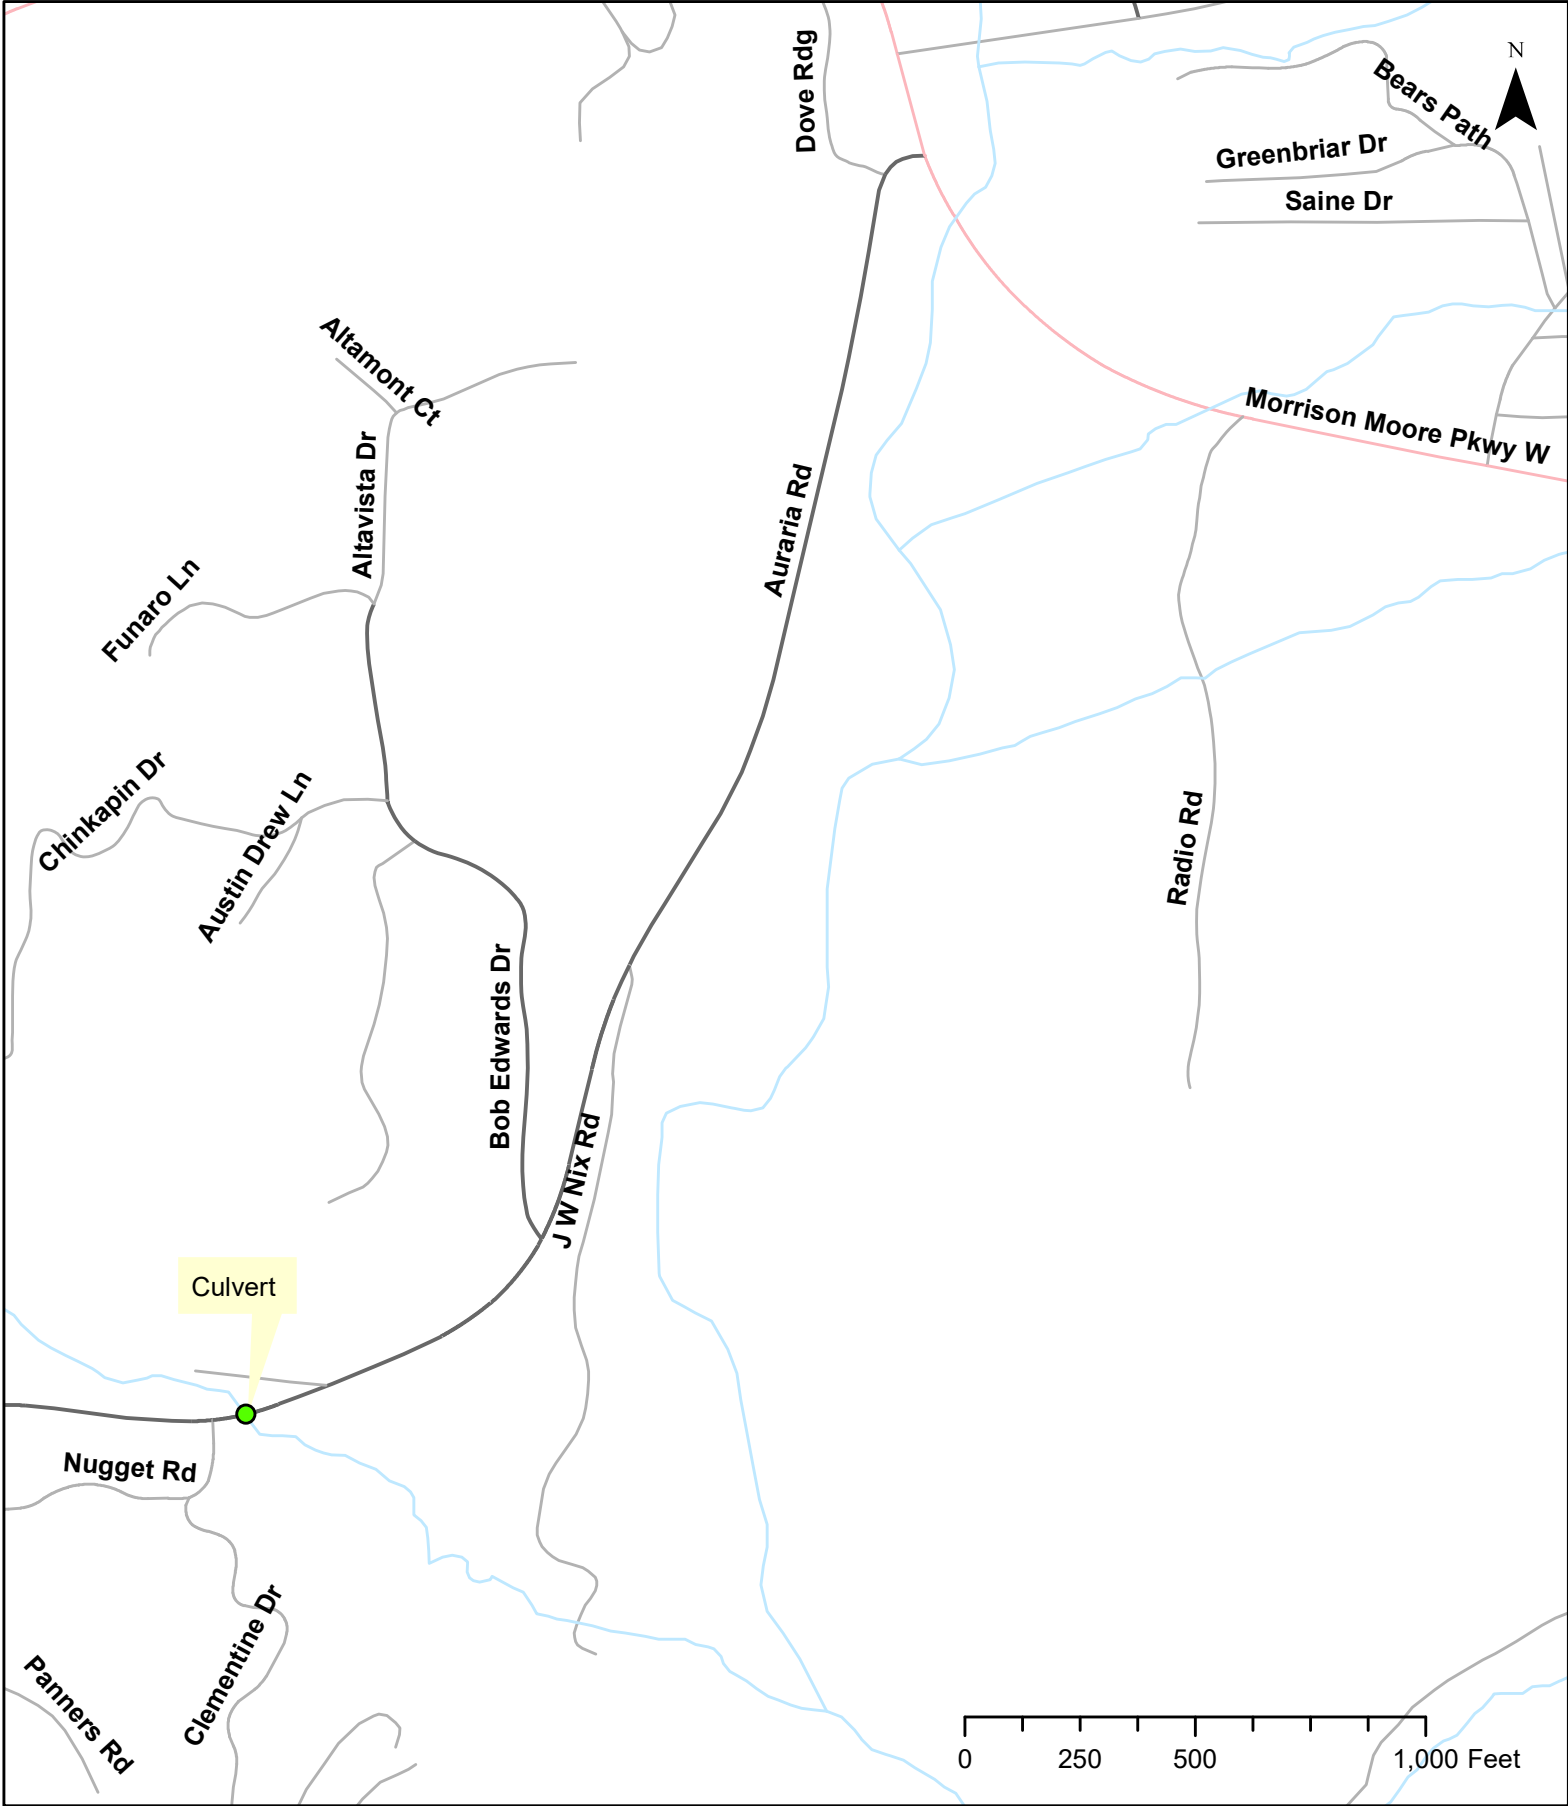 N
Dove Rdg
Bears Path
Greenbriar Dr
Saine Dr
Altamont Ct
Morrison Moore Pkwy W
Altavista Dr
Auraria Rd
Funaro Ln
Chinkapin Dr
Austin Drew Ln
Radio Rd
Bob Edwards Dr
J W Nix Rd
Culvert
Nugget Rd
Clementine Dr
Panners Rd
0 250 500 1,000 Feet